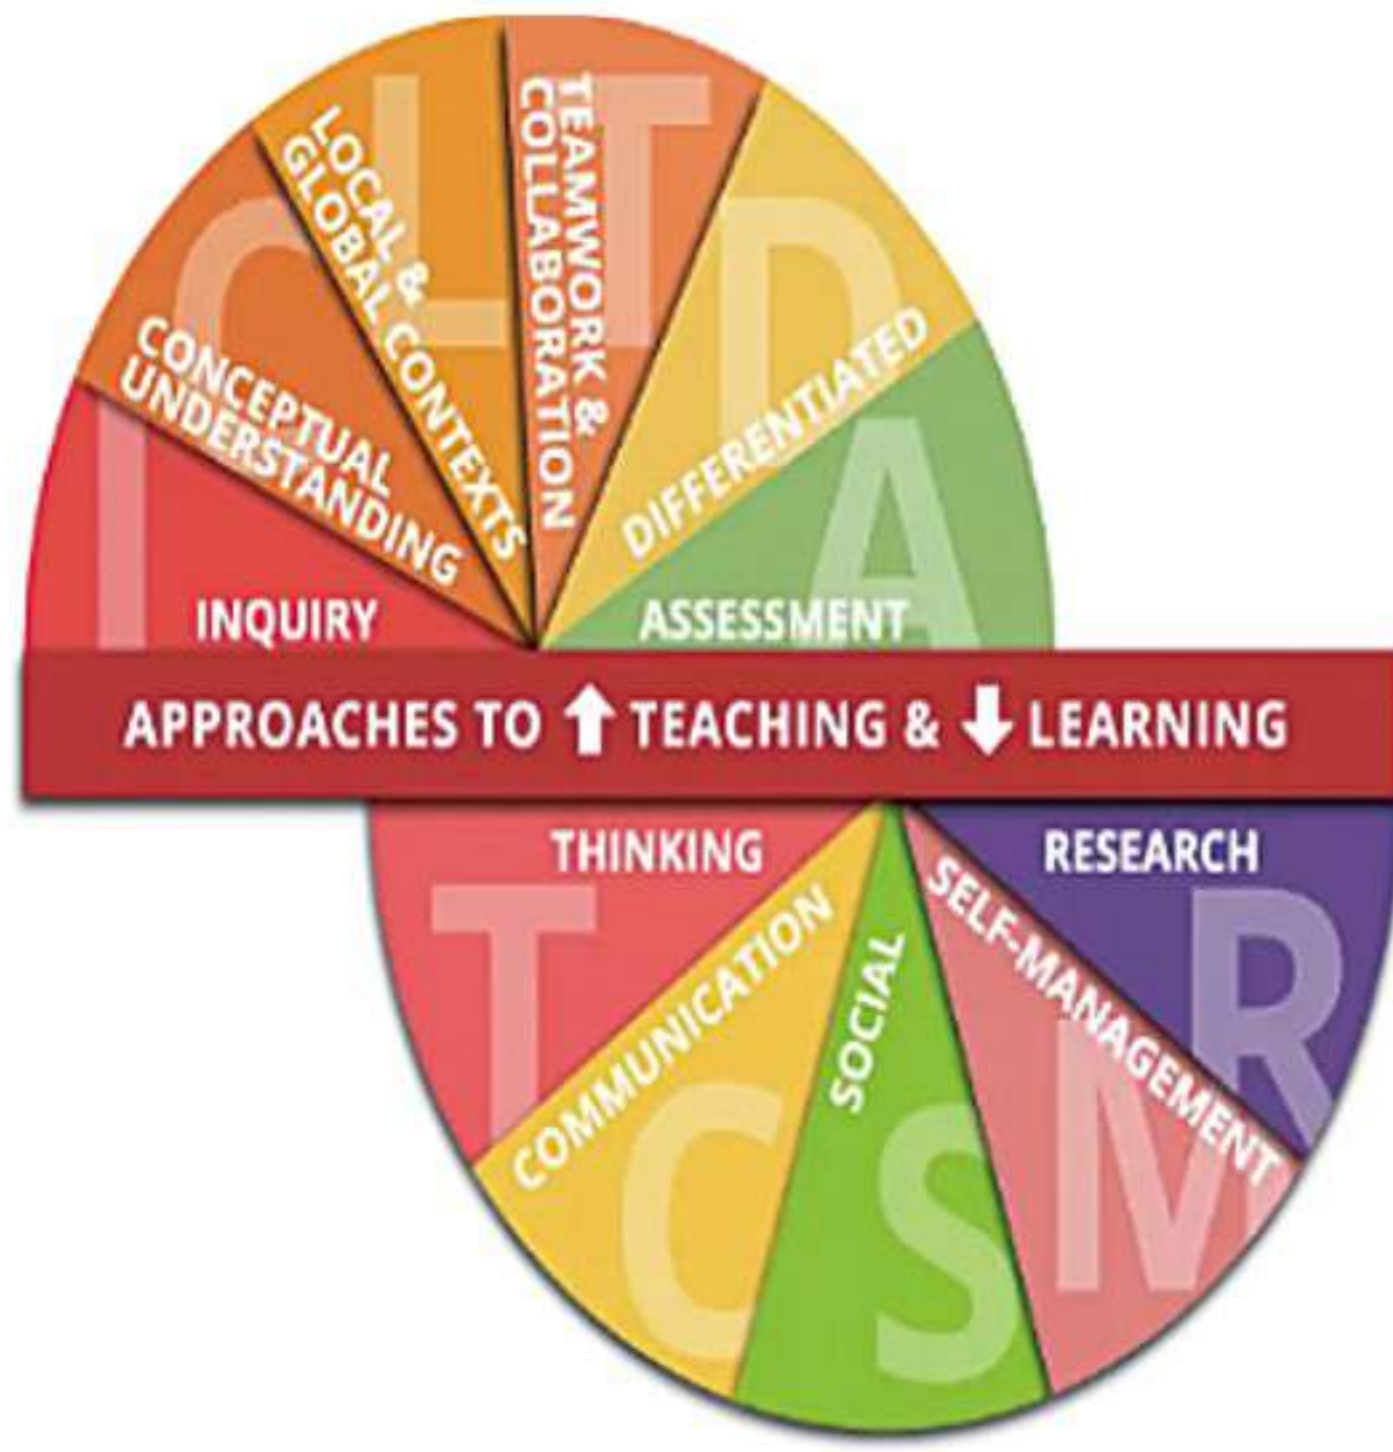 I
INQUIRY
C
CONCEPTUAL
UNDERSTANDING
L
LOCAL &
GLOBAL CONTEXTS
T
TEAMWORK &
COLLABORATION
D
DIFFERENTIATED
A
ASSESSMENT
APPROACHES TO TEACHING & LEARNING
THINKING
T
COMMUNICATION
C
SOCIAL
S
SELF-MANAGEMENT
M
RESEARCH
R